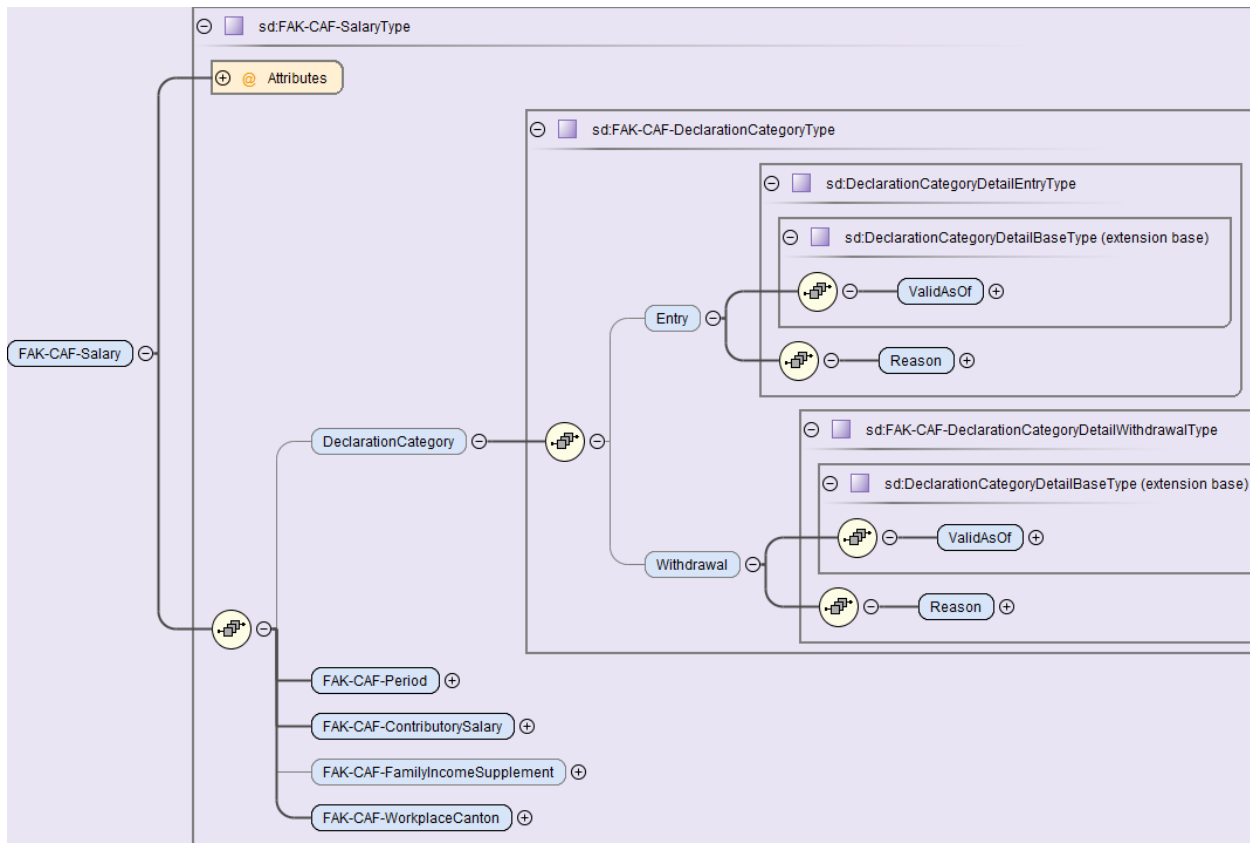 sd:FAK-CAF-SalaryType
@ Attributes
sd:FAK-CAF-DeclarationCategoryType
sd:DeclarationCategoryDetailEntryType
sd:DeclarationCategoryDetailBaseType (extension base)
ValidAsOf
Entry
Reason
FAK-CAF-Salary
DeclarationCategory
sd:FAK-CAF-DeclarationCategoryDetailWithdrawalType
sd:DeclarationCategoryDetailBaseType (extension base)
ValidAsOf
Withdrawal
Reason
FAK-CAF-Period
FAK-CAF-ContributorySalary
FAK-CAF-FamilyIncomeSupplement
FAK-CAF-WorkplaceCanton